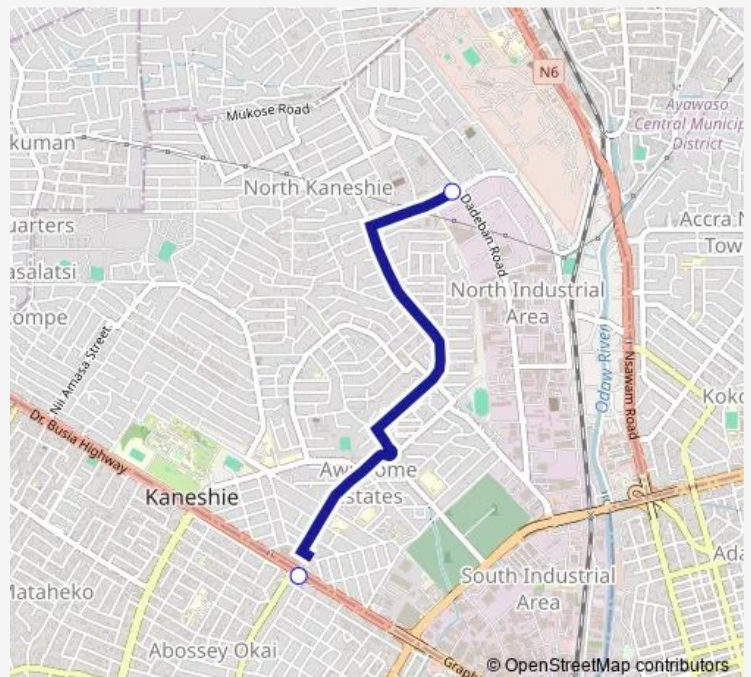 N6
Mukose Road
Ayawaso
Central Municip
District
kuman
North Kaneshie
uarters
Dadeban Road
Accra N
Tow
asalatsi
North Industrial
Area
ompe
Nii Amasa Street
Odaw River
Nsawam Road
Koko
Dr. Busia Highway
Kaneshie
Awudome
Estates
Ada
Mataheko
South Industrial
Area
Abossey Okai
Graph
© OpenStreetMap contributors